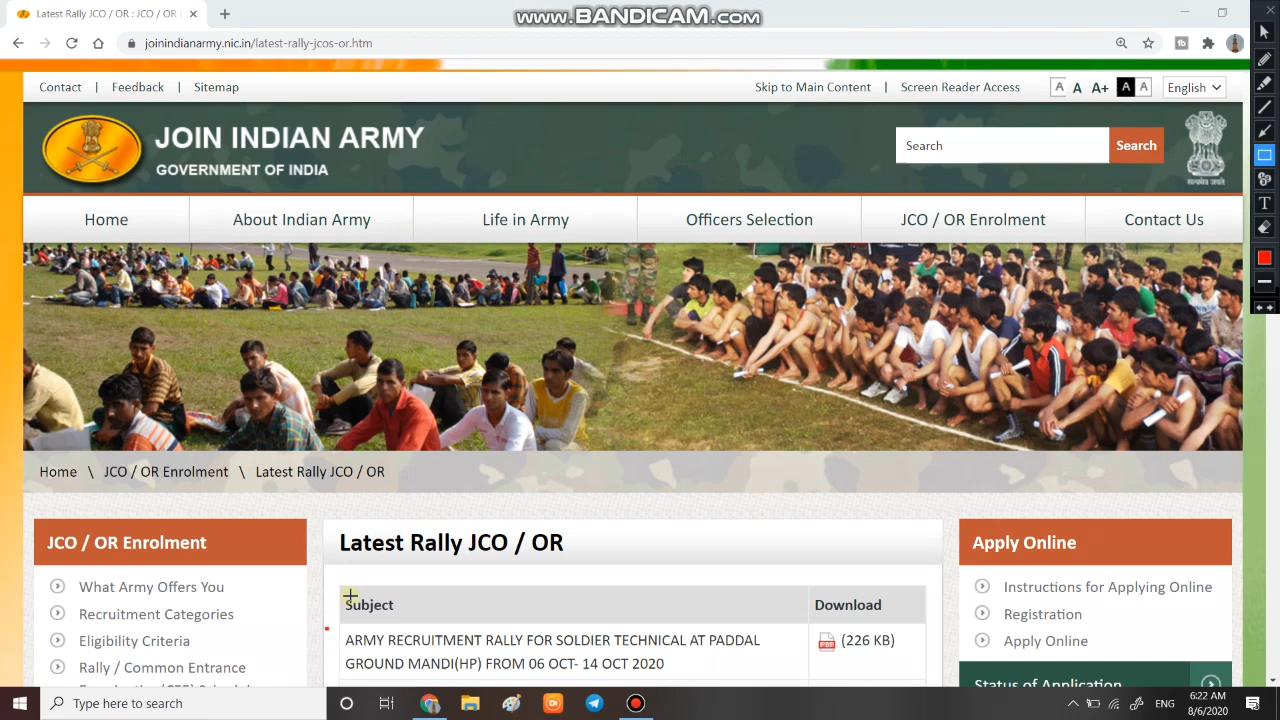 Latest Rally JCO / OR : JCO / OR
www.BANDICAM.com
joinindianarmy.nic.in/latest-rally-jcos-or.htm
Contact | Feedback | Sitemap
Skip to Main Content | Screen Reader Access
A A A+ A A English
JOIN INDIAN ARMY
GOVERNMENT OF INDIA
Search Search
सत्यमेव जयते
Home About Indian Army Life in Army Officers Selection JCO / OR Enrolment Contact Us
Home \ JCO / OR Enrolment \ Latest Rally JCO / OR
JCO / OR Enrolment
What Army Offers You
Recruitment Categories
Eligibility Criteria
Rally / Common Entrance
Latest Rally JCO / OR
Subject Download
ARMY RECRUITMENT RALLY FOR SOLDIER TECHNICAL AT PADDAL (226 KB)
GROUND MANDI(HP) FROM 06 OCT- 14 OCT 2020
Apply Online
Instructions for Applying Online
Registration
Apply Online
Status of Application
Type here to search
ENG
6:22 AM
8/6/2020